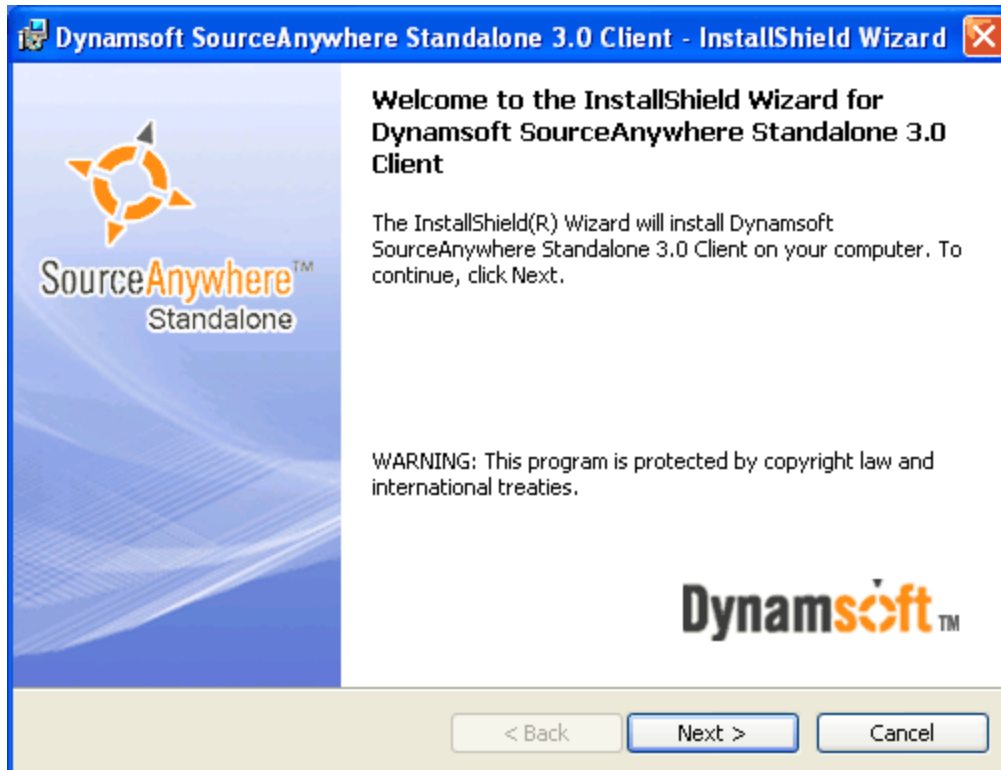 Dynamsoft SourceAnywhere Standalone 3.0 Client - InstallShield Wizard
SourceAnywhere™
Standalone
Welcome to the InstallShield Wizard for
Dynamsoft SourceAnywhere Standalone 3.0
Client
The InstallShield(R) Wizard will install Dynamsoft
SourceAnywhere Standalone 3.0 Client on your computer. To
continue, click Next.
WARNING: This program is protected by copyright law and
international treaties.
Dynamsoft™
< Back
Next >
Cancel